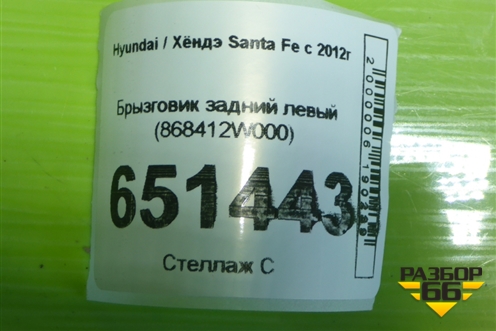 Hyundai / Хёндэ Santa Fe с 2012г
Брызговик задний левый
(868412W000)
651443
Стеллаж С
РАЗБОР
66